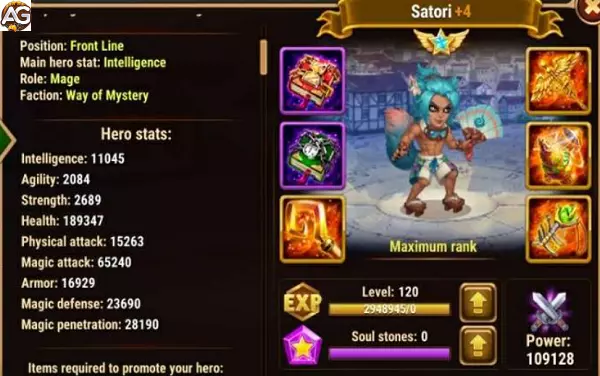 AG
Satori +4
Position: Front Line
Main hero stat: Intelligence
Role: Mage
Faction: Way of Mystery
Hero stats:
Intelligence: 11045
Agility: 2084
Strength: 2689
Health: 189347
Physical attack: 15263
Magic attack: 65240
Armor: 16929
Magic defense: 23690
Magic penetration: 28190
Items required to promote your hero:
Maximum rank
EXP
Level: 120
2948945/0
Soul stones: 0
Power:
109128